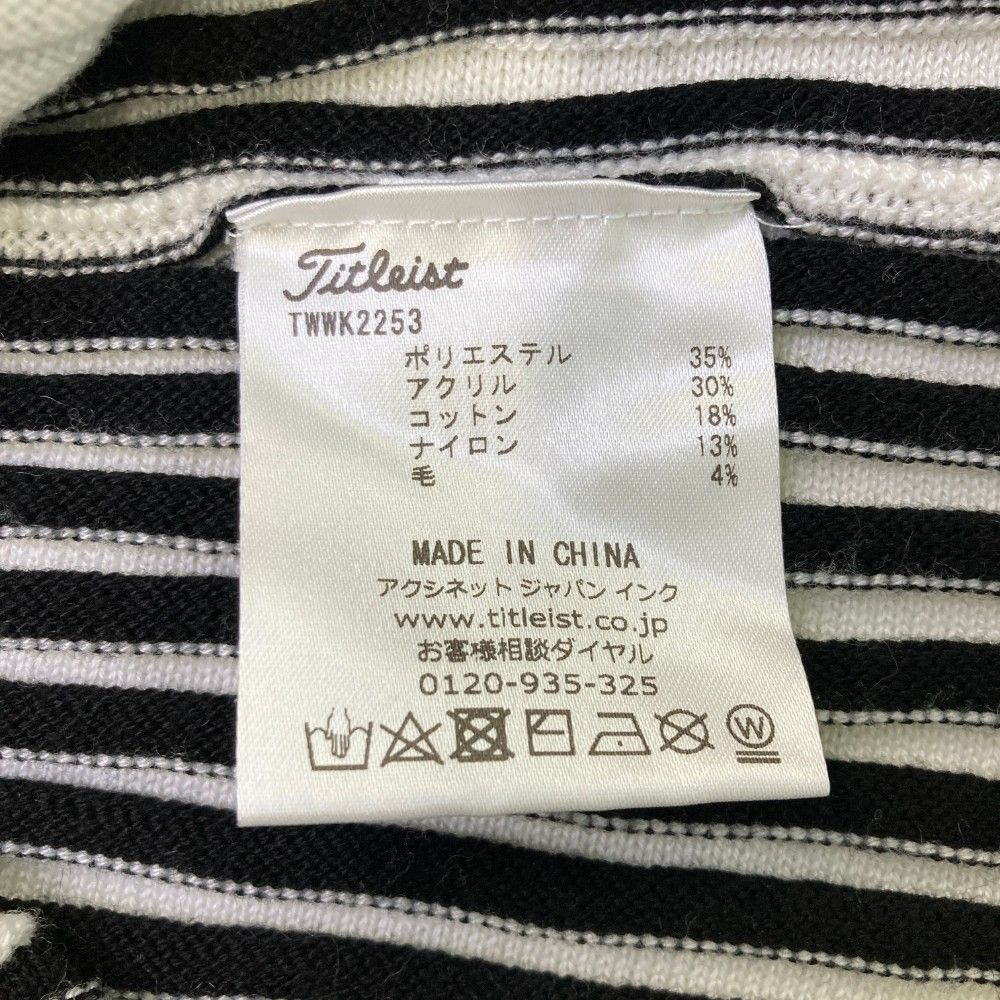 Titleist
TWWK2253
ポリエステル 35%
アクリル 30%
コットン 18%
ナイロン 13%
毛 4%
MADE IN CHINA
アクシネット ジャパン インク
www.titleist.co.jp
お客様相談ダイヤル
0120-935-325
W